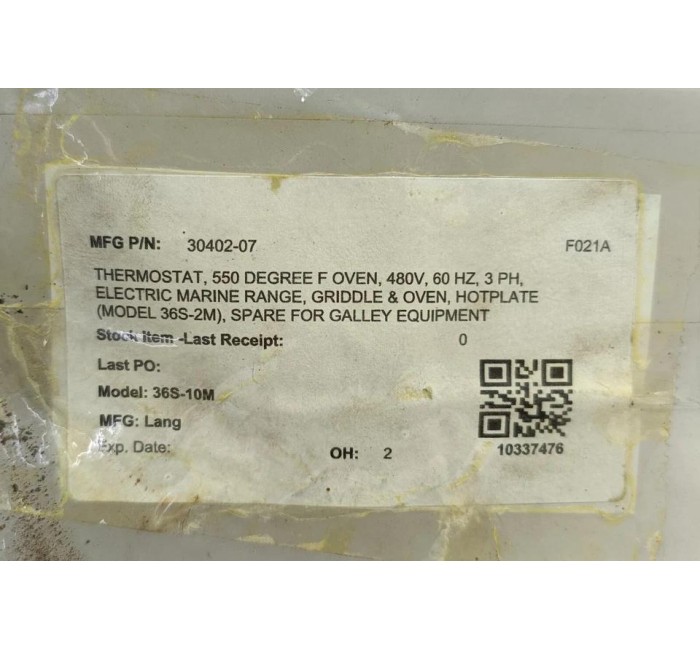 MFG P/N: 30402-07 F021A
THERMOSTAT, 550 DEGREE F OVEN, 480V, 60 HZ, 3 PH,
ELECTRIC MARINE RANGE, GRIDDLE & OVEN, HOTPLATE
(MODEL 36S-2M), SPARE FOR GALLEY EQUIPMENT
Stock Item -Last Receipt: 0
Last PO:
Model: 36S-10M
MFG: Lang
Exp. Date: OH: 2
10337476